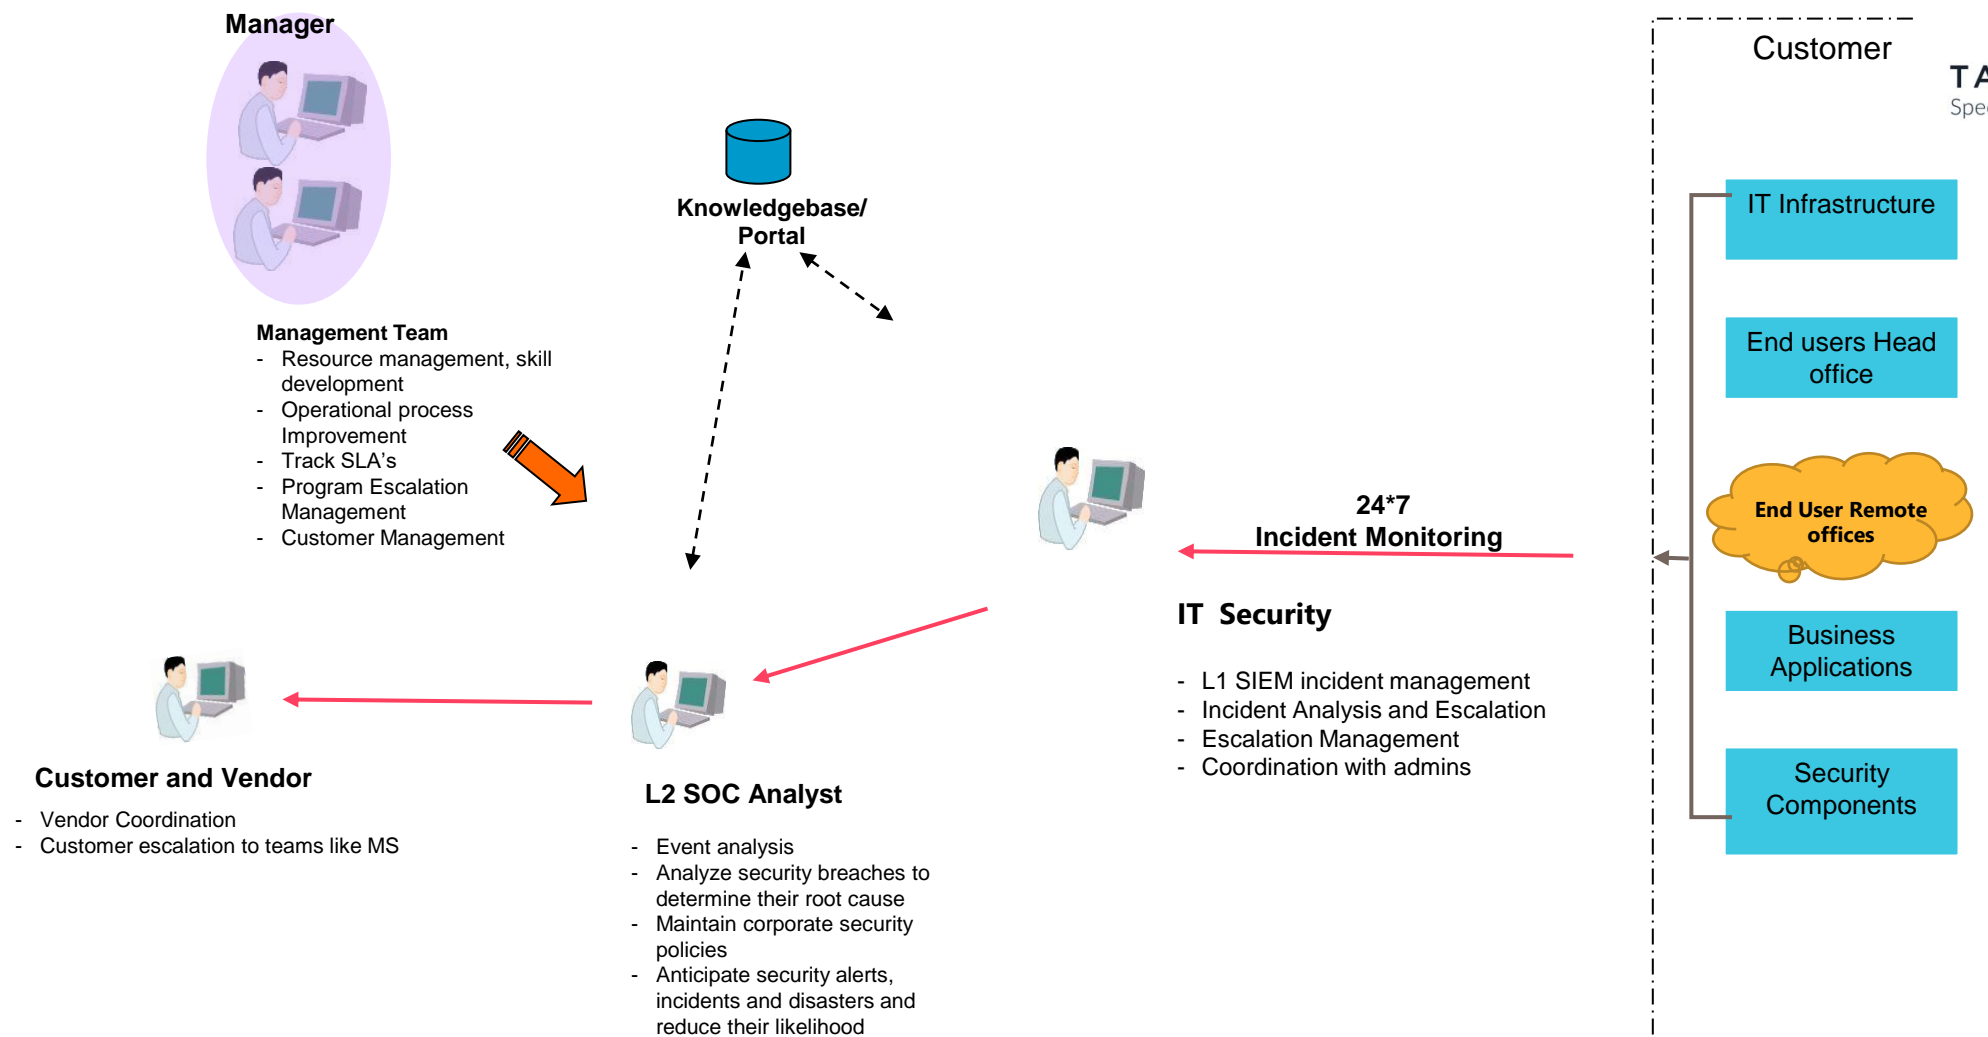 Manager
Management Team
- Resource management, skill
development
- Operational process
Improvement
- Track SLA's
- Program Escalation
Management
- Customer Management
Knowledgebase/
Portal
24*7
Incident Monitoring
IT Security
- L1 SIEM incident management
- Incident Analysis and Escalation
- Escalation Management
- Coordination with admins
Customer and Vendor
- Vendor Coordination
- Customer escalation to teams like MS
L2 SOC Analyst
- Event analysis
- Analyze security breaches to
determine their root cause
- Maintain corporate security
policies
- Anticipate security alerts,
incidents and disasters and
reduce their likelihood
Customer
IT Infrastructure
End users Head
office
End User Remote
offices
Business
Applications
Security
Components